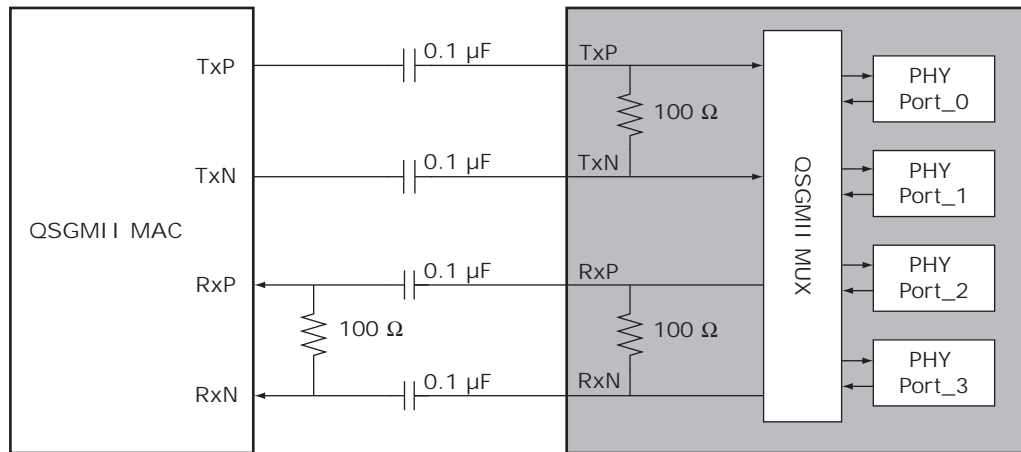 0.1 µF
TxP
TxP
PHY
Port_0
100 Ω
0.1 µF
TxN
TxN
PHY
Port_1
QSGMII MAC
QSGMII MUX
0.1 µF
RxP
RxP
PHY
Port_2
100 Ω
100 Ω
0.1 µF
RxN
RxN
PHY
Port_3